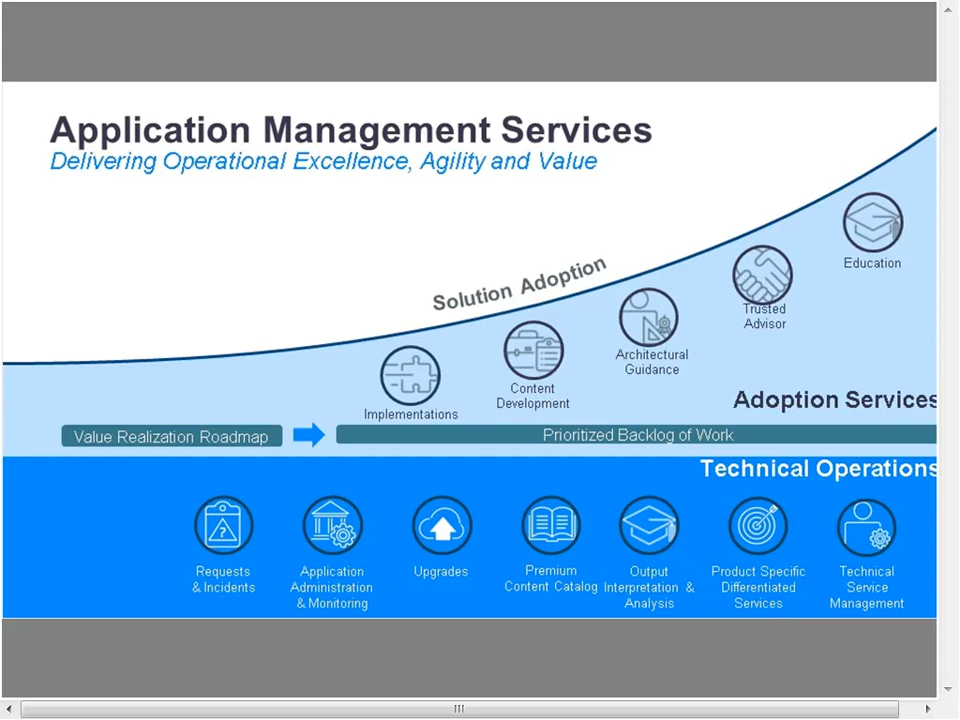 Application Management Services
Delivering Operational Excellence, Agility and Value
Solution Adoption
Education
Trusted
Advisor
Architectural
Guidance
Content
Development
Implementations
Adoption Services
Value Realization Roadmap
Prioritized Backlog of Work
Technical Operations
Requests
& Incidents
Application
Administration
& Monitoring
Upgrades
Premium
Content Catalog
Output
Interpretation &
Analysis
Product Specific
Differentiated
Services
Technical
Service
Management